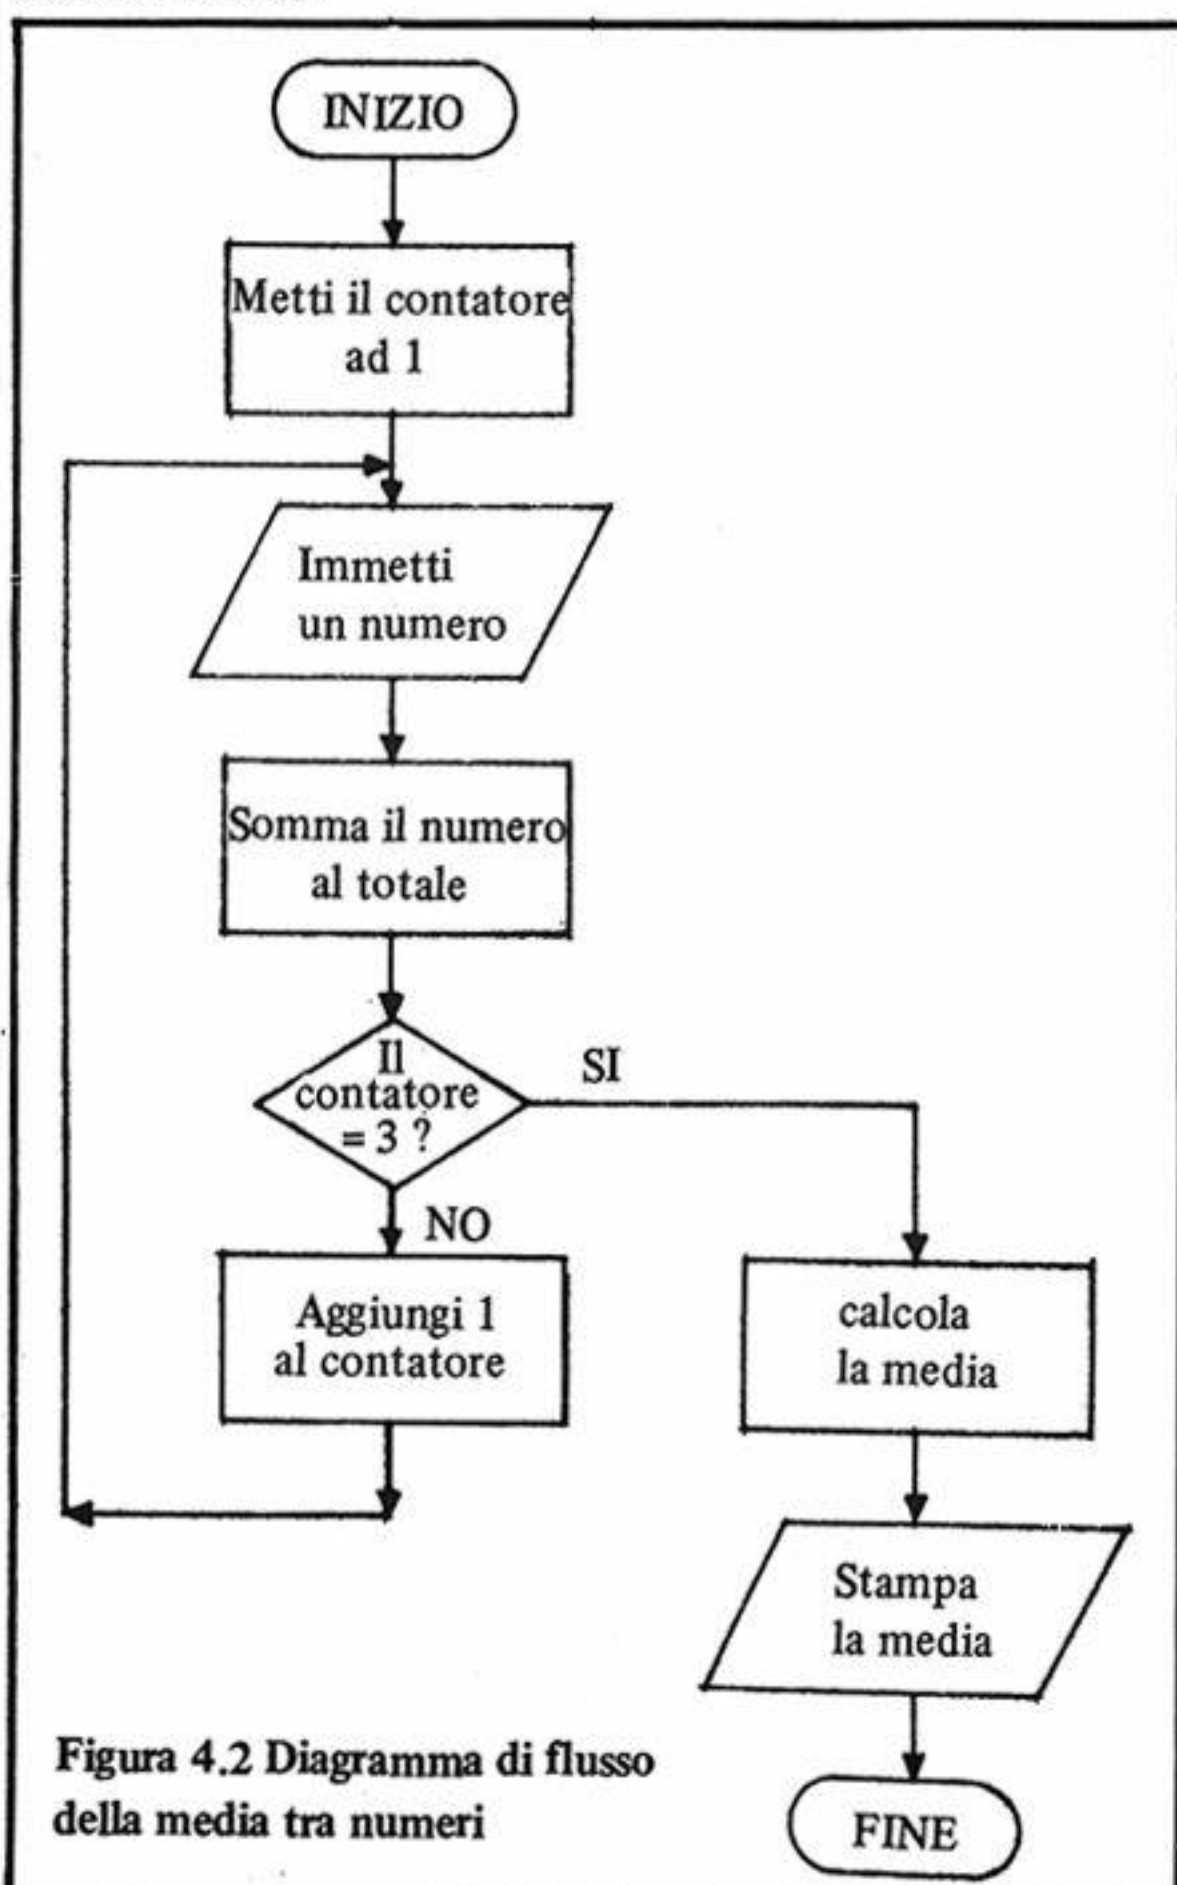 INIZIO
Metti il contatore
ad 1
Immetti
un numero
Somma il numero
al totale
Il
contatore
= 3 ?
SI
NO
Aggiungi 1
al contatore
calcola
la media
Stampa
la media
FINE
Figura 4.2 Diagramma di flusso
della media tra numeri